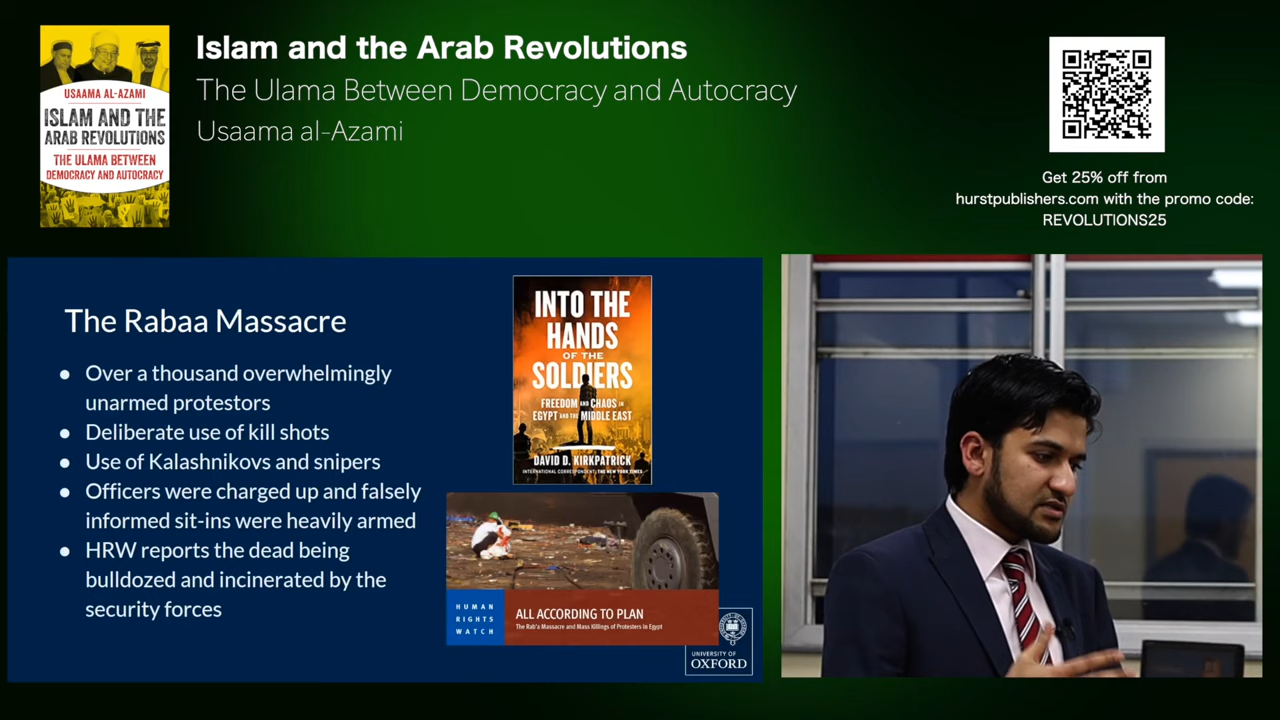 Islam and the Arab Revolutions
The Ulama Between Democracy and Autocracy
Usaama al-Azami
USAAMA AL-AZAMI
ISLAM AND THE
ARAB REVOLUTIONS
THE ULAMA BETWEEN
DEMOCRACY AND AUTOCRACY
Get 25% off from
hurstpublishers.com with the promo code:
REVOLUTIONS25
The Rabaa Massacre
● Over a thousand overwhelmingly
unarmed protestors
● Deliberate use of kill shots
● Use of Kalashnikovs and snipers
● Officers were charged up and falsely
informed sit-ins were heavily armed
● HRW reports the dead being
bulldozed and incinerated by the
security forces
INTO THE
HANDS
OF THE
SOLDIERS
FREEDOM AND CHAOS IN
EGYPT AND THE MIDDLE EAST
DAVID D. KIRKPATRICK
INTERNATIONAL CORRESPONDENT, THE NEW YORK TIMES
HUMAN
RIGHTS
WATCH
ALL ACCORDING TO PLAN
The Rab'a Massacre and Mass Killings of Protesters in Egypt
UNIVERSITY OF
OXFORD